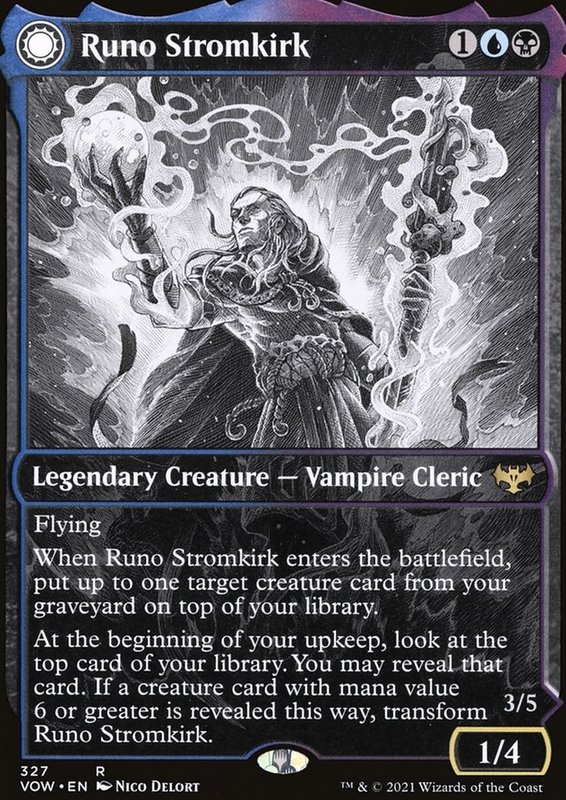 Runo Stromkirk 1
Legendary Creature — Vampire Cleric
Flying
When Runo Stromkirk enters the battlefield,
put up to one target creature card from your
graveyard on top of your library.
At the beginning of your upkeep, look at the
top card of your library. You may reveal that
card. If a creature card with mana value
6 or greater is revealed this way, transform
Runo Stromkirk.
3/5
1/4
327 R
VOW • EN Nico Delort
™ & © 2021 Wizards of the Coast